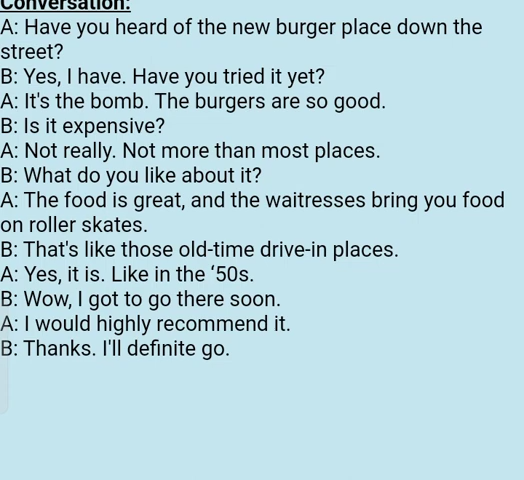 Conversation:
A: Have you heard of the new burger place down the
street?
B: Yes, I have. Have you tried it yet?
A: It's the bomb. The burgers are so good.
B: Is it expensive?
A: Not really. Not more than most places.
B: What do you like about it?
A: The food is great, and the waitresses bring you food
on roller skates.
B: That's like those old-time drive-in places.
A: Yes, it is. Like in the ‘50s.
B: Wow, I got to go there soon.
A: I would highly recommend it.
B: Thanks. I'll definite go.